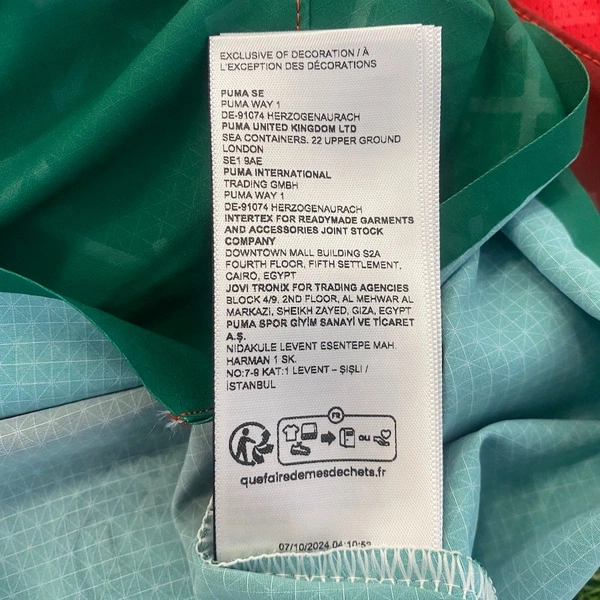 EXCLUSIVE OF DECORATION / À
L'EXCEPTION DES DÉCORATIONS
PUMA SE
PUMA WAY 1
DE-91074 HERZOGENAURACH
PUMA UNITED KINGDOM LTD
SEA CONTAINERS. 22 UPPER GROUND
LONDON
SE1 9AE
PUMA INTERNATIONAL
TRADING GMBH
PUMA WAY 1
DE-91074 HERZOGENAURACH
INTERTEX FOR READYMADE GARMENTS
AND ACCESSORIES JOINT STOCK
COMPANY
DOWNTOWN MALL BUILDING S2A
FOURTH FLOOR, FIFTH SETTLEMENT,
CAIRO, EGYPT
JOVI TRONIX FOR TRADING AGENCIES
BLOCK 4/9, 2ND FLOOR, AL MEHWAR AL
MARKAZI, SHEIKH ZAYED, GIZA, EGYPT
PUMA SPOR GİYİM SANAYİ VE TİCARET
A.Ş.
NIDAKULE LEVENT ESENTEPE MAH.
HARMAN 1 SK.
NO:7-9 KAT:1 LEVENT – ŞİŞLİ /
İSTANBUL
FR
OU
quefairedemesdechets.fr
07/10/2024 04:10:52